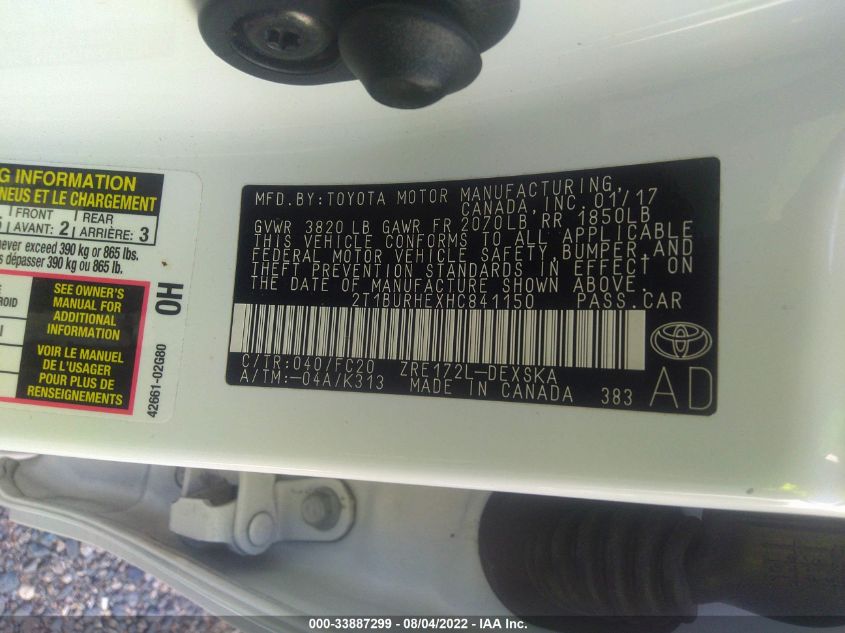 G INFORMATION
NEUS ET LE CHARGEMENT
FRONT
AVANT: 2
REAR
ARRIÈRE: 3
never exceed 390 kg or 865 lbs.
dépasser 390 kg ou 865 lb.
SEE OWNER'S
MANUAL FOR
ADDITIONAL
INFORMATION
VOIR LE MANUEL
DE L'USAGER
POUR PLUS DE
RENSEIGNEMENTS
0H
42661-02G80
MFD. BY: TOYOTA MOTOR MANUFACTURING,
CANADA, INC. 01/17
GVWR 3820 LB GAWR FR 2070LB RR 1850LB
THIS VEHICLE CONFORMS TO ALL APPLICABLE
FEDERAL MOTOR VEHICLE SAFETY, BUMPER, AND
THEFT PREVENTION STANDARDS IN EFFECT ON
THE DATE OF MANUFACTURE SHOWN ABOVE.
2T1BURHEXHC841150 PASS. CAR
C/TR: 040/FC20 ZRE172L-DEXSKA
A/TM: -04A/K313 MADE IN CANADA 383
AD
000-33887299 - 08/04/2022 - IAA Inc.